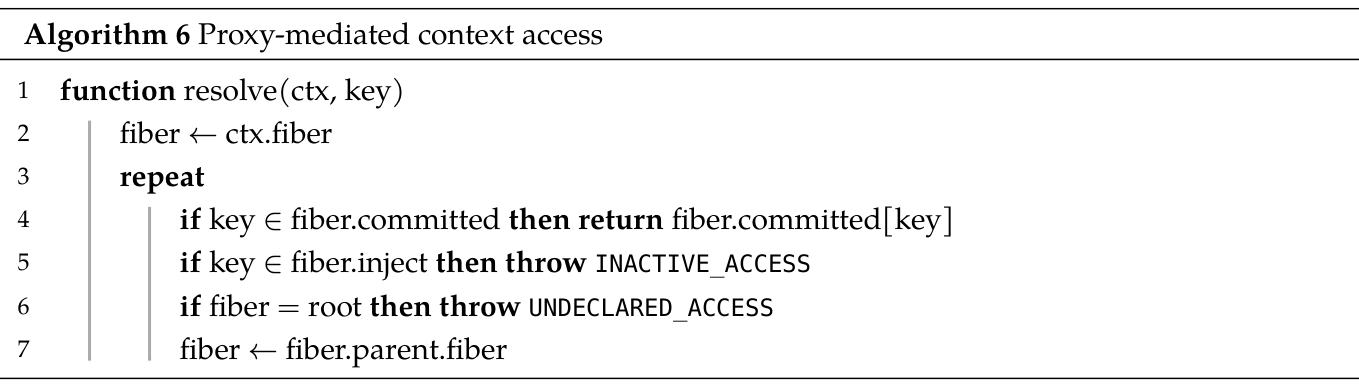 Algorithm 6 Proxy-mediated context access
1 function resolve(ctx, key)
2 fiber ← ctx.fiber
3 repeat
4 if key ∈ fiber.committed then return fiber.committed[key]
5 if key ∈ fiber.inject then throw INACTIVE_ACCESS
6 if fiber = root then throw UNDECLARED_ACCESS
7 fiber ← fiber.parent.fiber